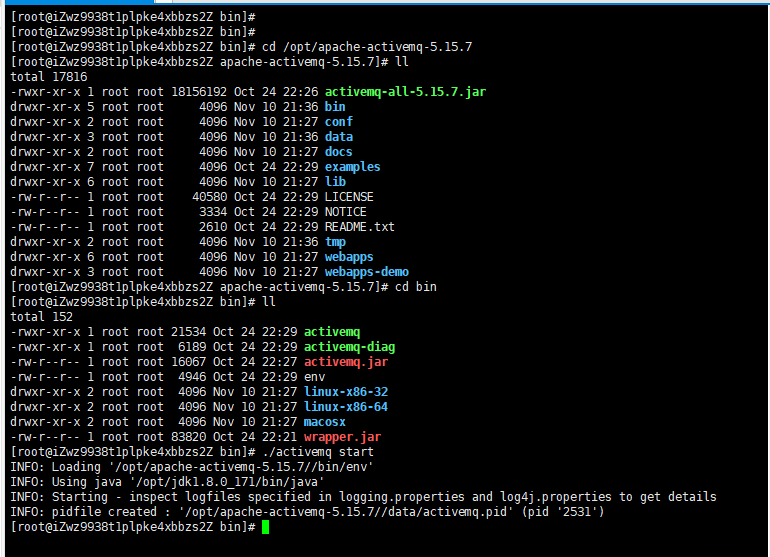 [root@iZwz9938t1plpke4xbbzs2Z bin]#
[root@iZwz9938t1plpke4xbbzs2Z bin]#
[root@iZwz9938t1plpke4xbbzs2Z bin]# cd /opt/apache-activemq-5.15.7
[root@iZwz9938t1plpke4xbbzs2Z apache-activemq-5.15.7]# ll
total 17816
-rwxr-xr-x 1 root root 18156192 Oct 24 22:26 activemq-all-5.15.7.jar
drwxr-xr-x 5 root root     4096 Nov 10 21:36 bin
drwxr-xr-x 2 root root     4096 Nov 10 21:27 conf
drwxr-xr-x 3 root root     4096 Nov 10 21:36 data
drwxr-xr-x 2 root root     4096 Nov 10 21:27 docs
drwxr-xr-x 7 root root     4096 Oct 24 22:29 examples
drwxr-xr-x 6 root root     4096 Nov 10 21:27 lib
-rw-r--r-- 1 root root    40580 Oct 24 22:29 LICENSE
-rw-r--r-- 1 root root     3334 Oct 24 22:29 NOTICE
-rw-r--r-- 1 root root     2610 Oct 24 22:29 README.txt
drwxr-xr-x 2 root root     4096 Nov 10 21:36 tmp
drwxr-xr-x 6 root root     4096 Nov 10 21:27 webapps
drwxr-xr-x 3 root root     4096 Nov 10 21:27 webapps-demo
[root@iZwz9938t1plpke4xbbzs2Z apache-activemq-5.15.7]# cd bin
[root@iZwz9938t1plpke4xbbzs2Z bin]# ll
total 152
-rwxr-xr-x 1 root root 21534 Oct 24 22:29 activemq
-rwxr-xr-x 1 root root  6189 Oct 24 22:29 activemq-diag
-rw-r--r-- 1 root root 16067 Oct 24 22:27 activemq.jar
-rw-r--r-- 1 root root  4946 Oct 24 22:29 env
drwxr-xr-x 2 root root  4096 Nov 10 21:27 linux-x86-32
drwxr-xr-x 2 root root  4096 Nov 10 21:27 linux-x86-64
drwxr-xr-x 2 root root  4096 Nov 10 21:27 macosx
-rw-r--r-- 1 root root 83820 Oct 24 22:21 wrapper.jar
[root@iZwz9938t1plpke4xbbzs2Z bin]# ./activemq start
INFO: Loading '/opt/apache-activemq-5.15.7//bin/env'
INFO: Using java '/opt/jdk1.8.0_171/bin/java'
INFO: Starting - inspect logfiles specified in logging.properties and log4j.properties to get details
INFO: pidfile created : '/opt/apache-activemq-5.15.7//data/activemq.pid' (pid '2531')
[root@iZwz9938t1plpke4xbbzs2Z bin]#